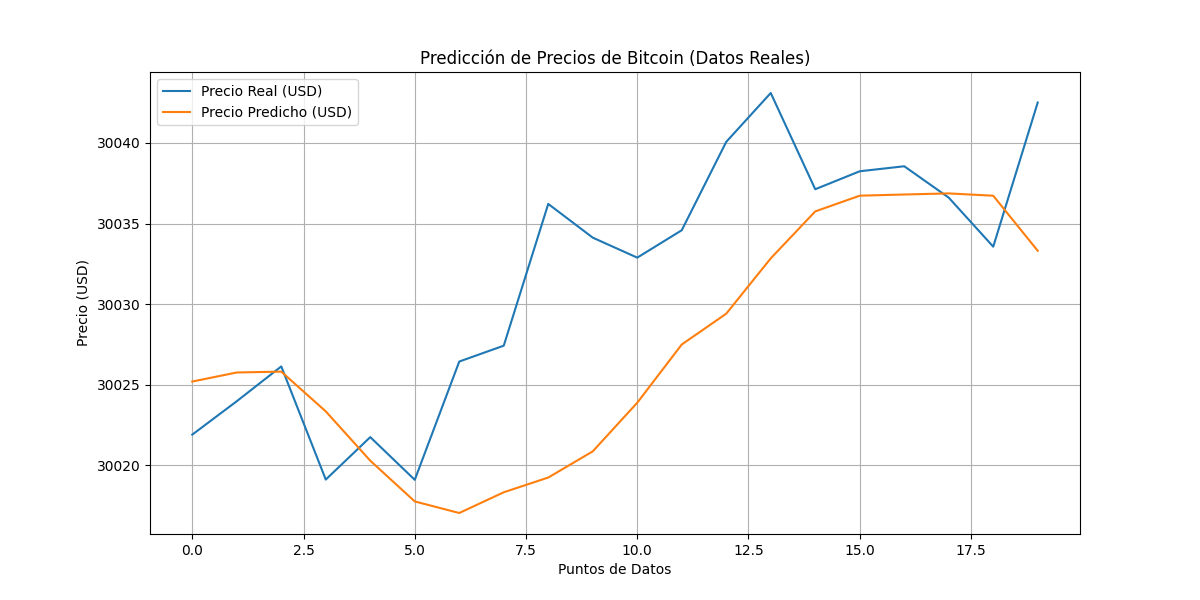 Predicción de Precios de Bitcoin (Datos Reales)
Precio Real (USD)
Precio Predicho (USD)
Precio (USD)
30040
30035
30030
30025
30020
0.0
2.5
5.0
7.5
10.0
12.5
15.0
17.5
Puntos de Datos